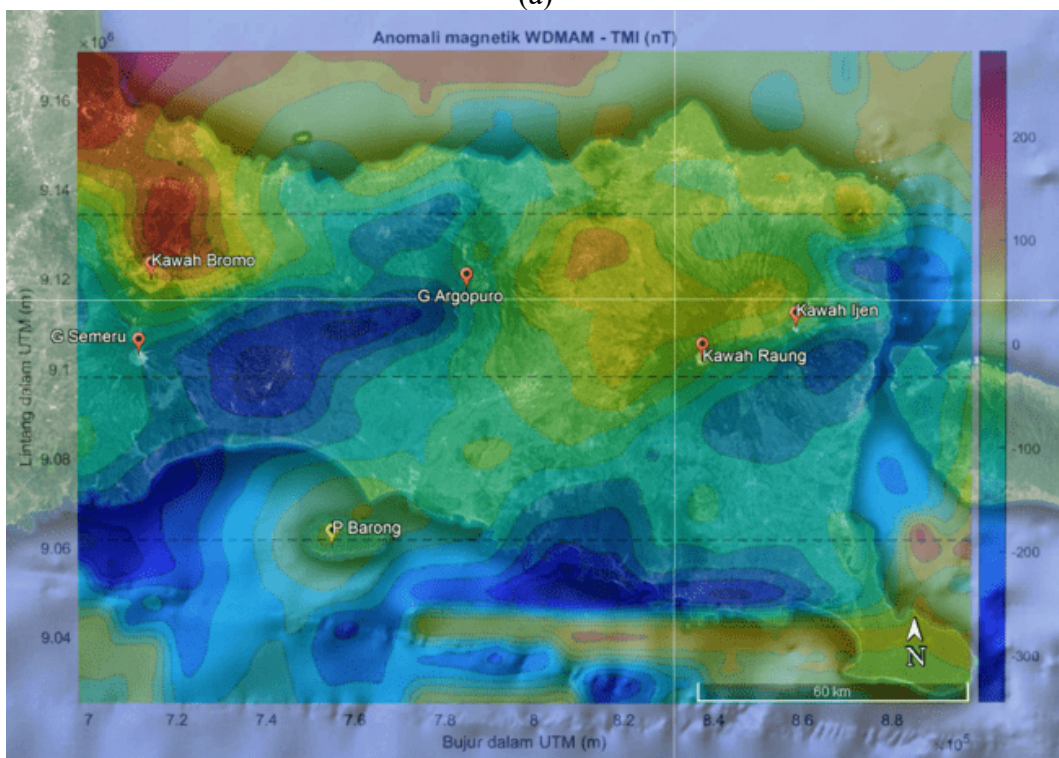 (a)
Anomali magnetik WDMAM - TMI (nT)
×10⁶
9.16
9.14
9.12
9.1
9.08
9.06
9.04
Lintang dalam UTM (m)
Kawah Bromo
G Argopuro
G Semeru
Kawah Ijen
Kawah Raung
P Barong
200
100
0
-100
-200
-300
N
60 km
7
7.2
7.4
7.6
7.8
8
8.2
8.4
8.6
8.8
Bujur dalam UTM (m)
×10⁵